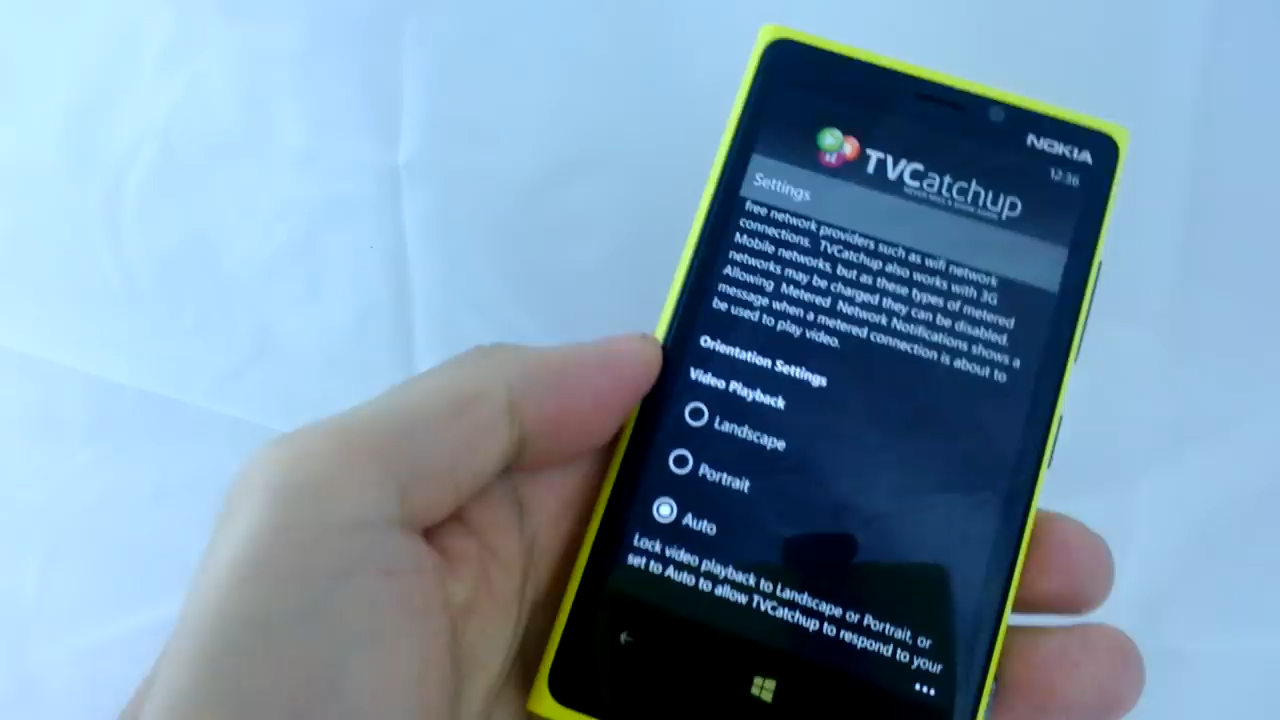 NOKIA
12:36
TVCatchup
Settings
free network providers such as wifi network
connections. TVCatchup also works with 3G
Mobile networks, but as these types of metered
networks may be charged they can be disabled.
Allowing Metered Network Notifications shows a
message when a metered connection is about to
be used to play video.
Orientation Settings
Video Playback
Landscape
Portrait
Auto
Lock video playback to Landscape or Portrait, or
set to Auto to allow TVCatchup to respond to your